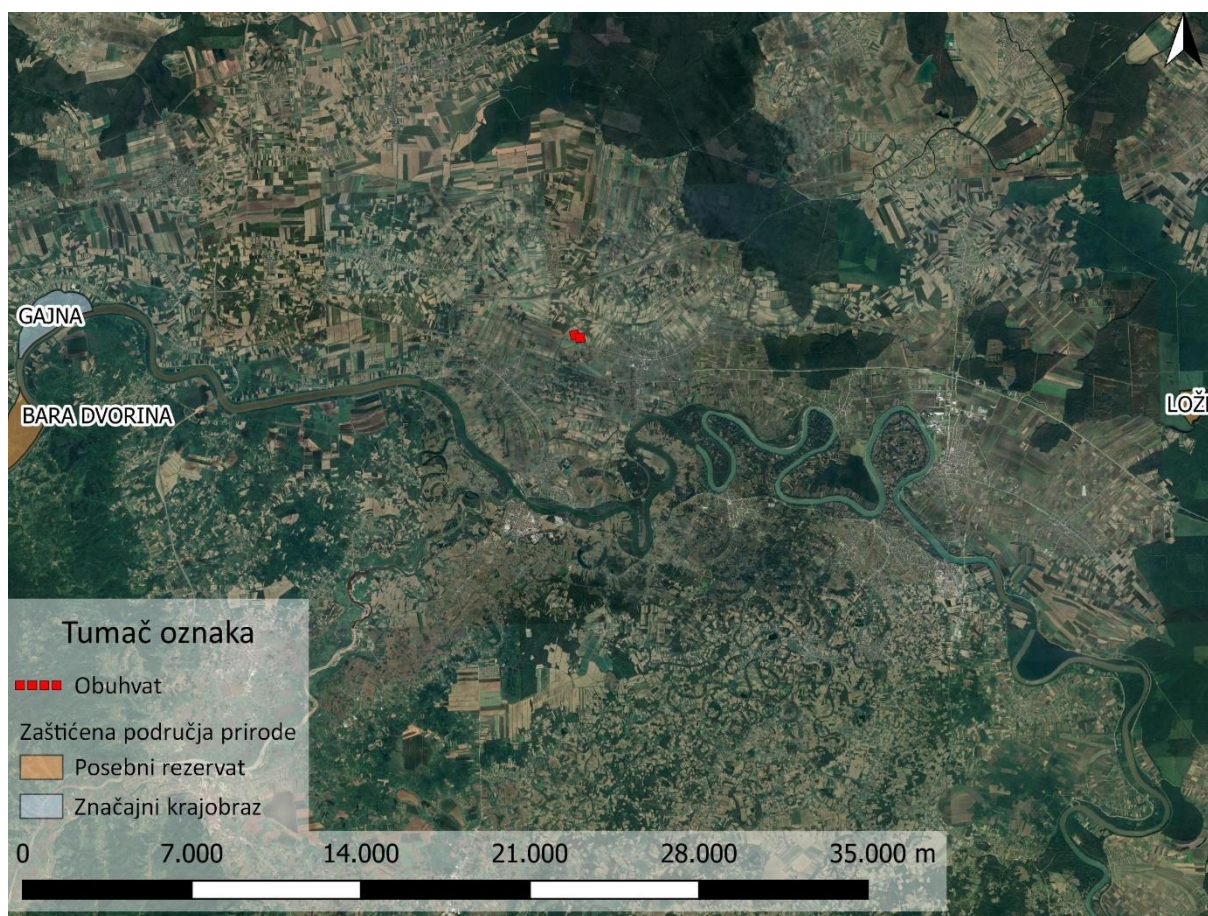 GAJNA
BARA DVORINA
LOŽI
Tumač oznaka
Obuhvat
Zaštićena područja prirode
Posebni rezervat
Značajni krajobraz
0 7.000 14.000 21.000 28.000 35.000 m